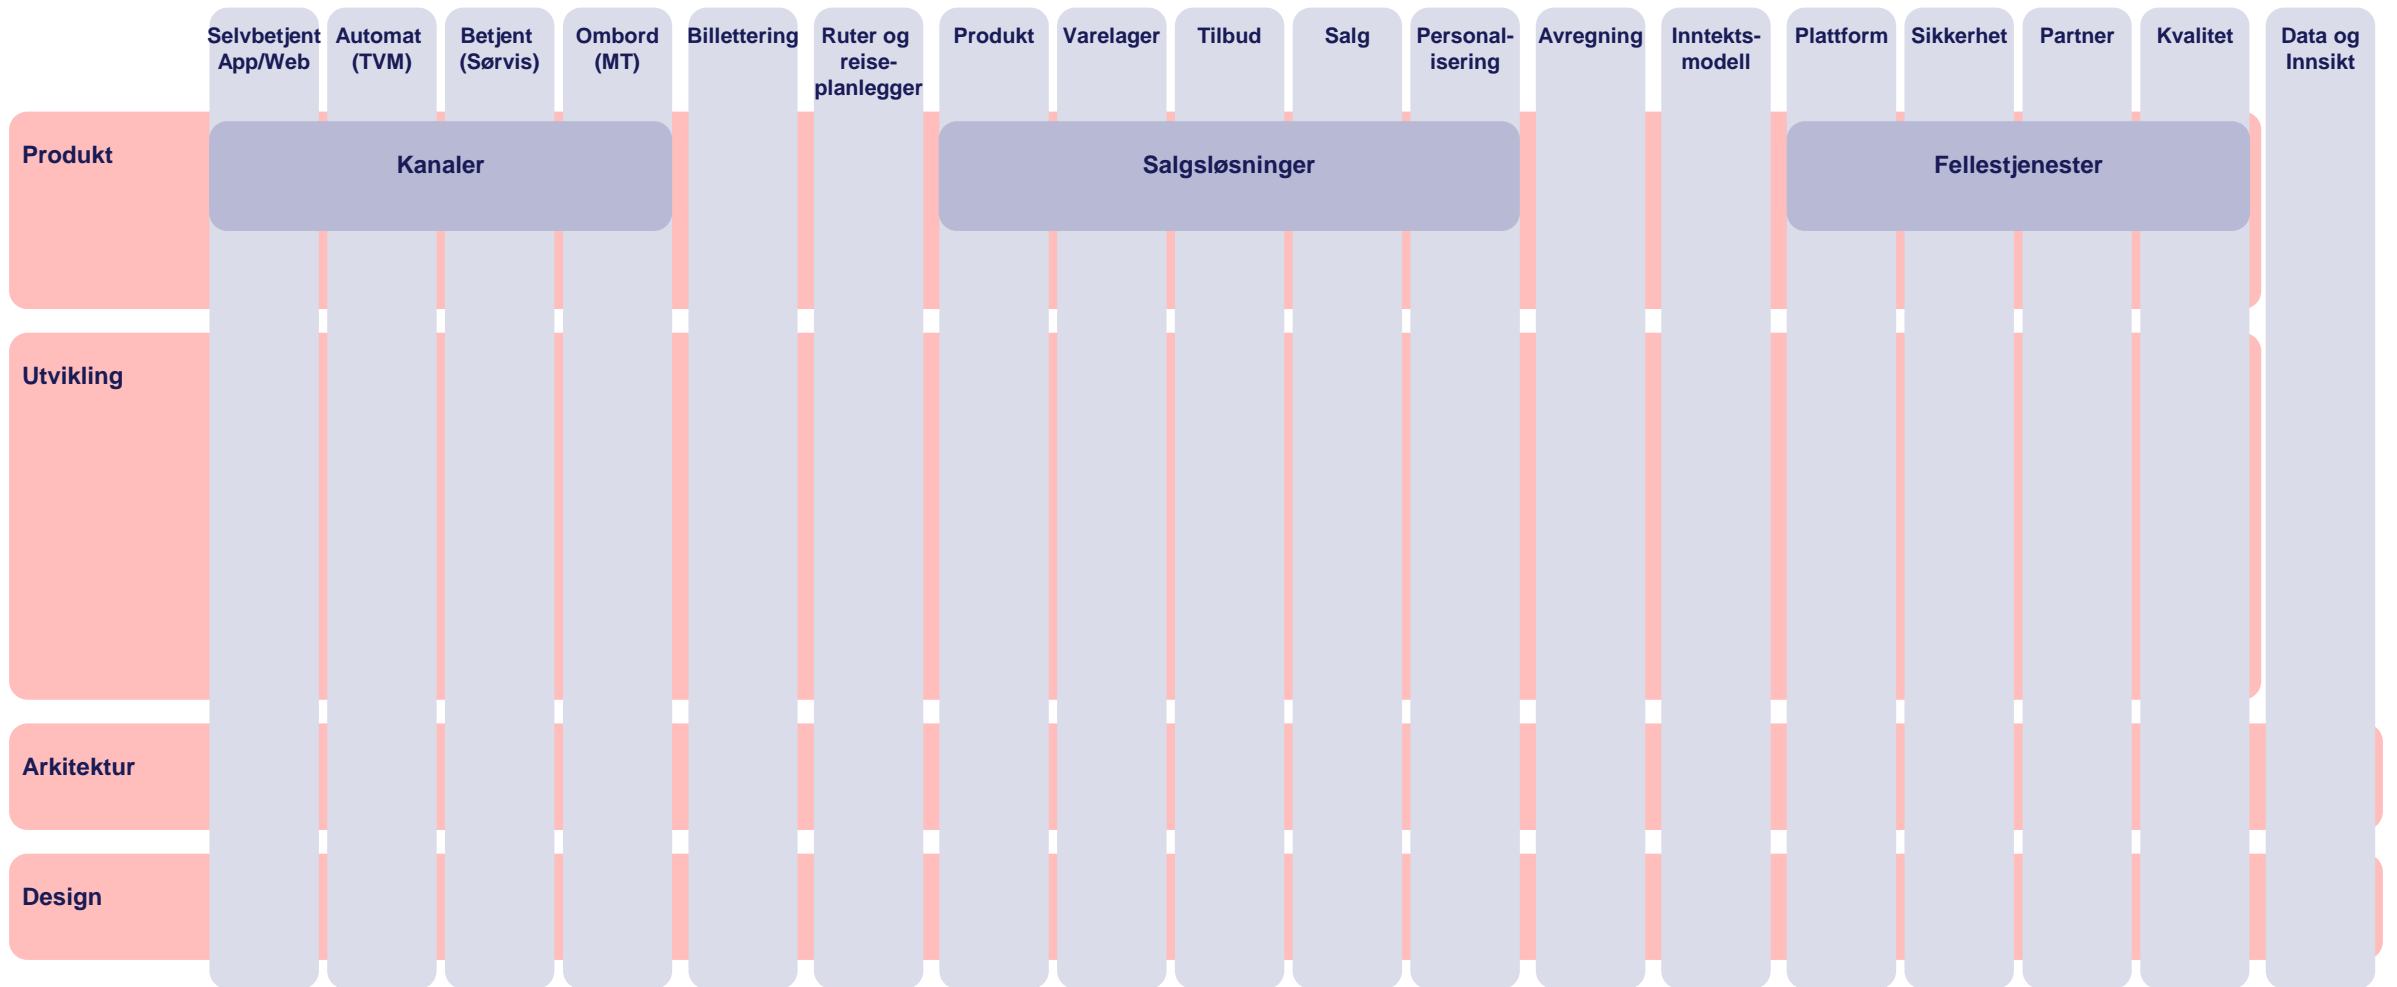 Selvbetjent
App/Web
Automat
(TVM)
Betjent
(Sørvis)
Ombord
(MT)
Billettering
Ruter og
reise-
planlegger
Produkt
Varelager
Tilbud
Salg
Personal-
isering
Avregning
Inntekts-
modell
Plattform
Sikkerhet
Partner
Kvalitet
Data og
Innsikt
Produkt
Kanaler
Salgsløsninger
Fellestjenester
Utvikling
Arkitektur
Design